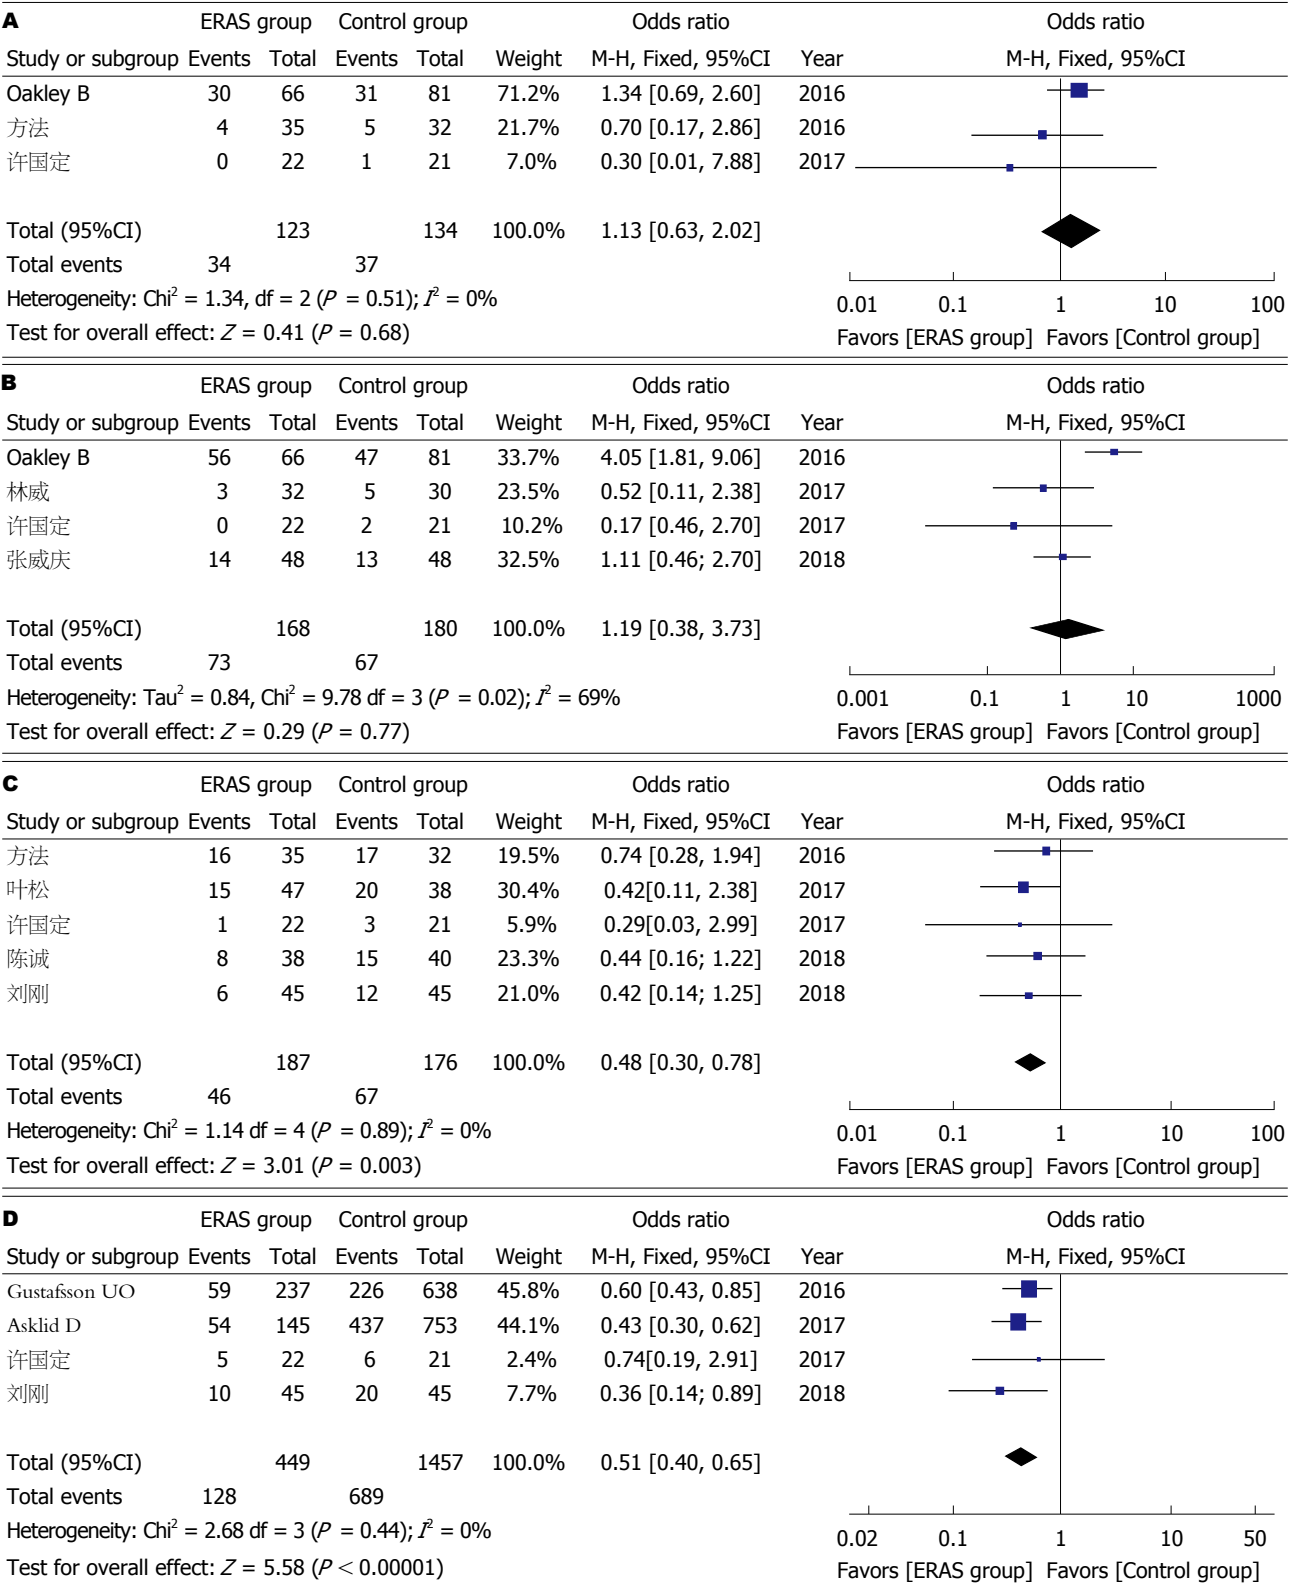 A ERAS group Control group Odds ratio Odds ratio
Study or subgroup Events Total Events Total Weight M-H, Fixed, 95%CI Year M-H, Fixed, 95%CI
Oakley B 30 66 31 81 71.2% 1.34 [0.69, 2.60] 2016
方法 4 35 5 32 21.7% 0.70 [0.17, 2.86] 2016
许国定 0 22 1 21 7.0% 0.30 [0.01, 7.88] 2017
Total (95%CI) 123 134 100.0% 1.13 [0.63, 2.02]
Total events 34 37
Heterogeneity: Chi² = 1.34, df = 2 (P = 0.51); I² = 0%
0.01 0.1 1 10 100
Test for overall effect: Z = 0.41 (P = 0.68)
Favors [ERAS group] Favors [Control group]
B ERAS group Control group Odds ratio Odds ratio
Study or subgroup Events Total Events Total Weight M-H, Fixed, 95%CI Year M-H, Fixed, 95%CI
Oakley B 56 66 47 81 33.7% 4.05 [1.81, 9.06] 2016
林威 3 32 5 30 23.5% 0.52 [0.11, 2.38] 2017
许国定 0 22 2 21 10.2% 0.17 [0.46, 2.70] 2017
张威庆 14 48 13 48 32.5% 1.11 [0.46; 2.70] 2018
Total (95%CI) 168 180 100.0% 1.19 [0.38, 3.73]
Total events 73 67
Heterogeneity: Tau² = 0.84, Chi² = 9.78 df = 3 (P = 0.02); I² = 69%
0.001 0.1 1 10 1000
Test for overall effect: Z = 0.29 (P = 0.77)
Favors [ERAS group] Favors [Control group]
C ERAS group Control group Odds ratio Odds ratio
Study or subgroup Events Total Events Total Weight M-H, Fixed, 95%CI Year M-H, Fixed, 95%CI
方法 16 35 17 32 19.5% 0.74 [0.28, 1.94] 2016
叶松 15 47 20 38 30.4% 0.42[0.11, 2.38] 2017
许国定 1 22 3 21 5.9% 0.29[0.03, 2.99] 2017
陈诚 8 38 15 40 23.3% 0.44 [0.16; 1.22] 2018
刘刚 6 45 12 45 21.0% 0.42 [0.14; 1.25] 2018
Total (95%CI) 187 176 100.0% 0.48 [0.30, 0.78]
Total events 46 67
Heterogeneity: Chi² = 1.14 df = 4 (P = 0.89); I² = 0%
0.01 0.1 1 10 100
Test for overall effect: Z = 3.01 (P = 0.003)
Favors [ERAS group] Favors [Control group]
D ERAS group Control group Odds ratio Odds ratio
Study or subgroup Events Total Events Total Weight M-H, Fixed, 95%CI Year M-H, Fixed, 95%CI
Gustafsson UO 59 237 226 638 45.8% 0.60 [0.43, 0.85] 2016
Asklid D 54 145 437 753 44.1% 0.43 [0.30, 0.62] 2017
许国定 5 22 6 21 2.4% 0.74[0.19, 2.91] 2017
刘刚 10 45 20 45 7.7% 0.36 [0.14; 0.89] 2018
Total (95%CI) 449 1457 100.0% 0.51 [0.40, 0.65]
Total events 128 689
Heterogeneity: Chi² = 2.68 df = 3 (P = 0.44); I² = 0%
0.02 0.1 1 10 50
Test for overall effect: Z = 5.58 (P < 0.00001)
Favors [ERAS group] Favors [Control group]